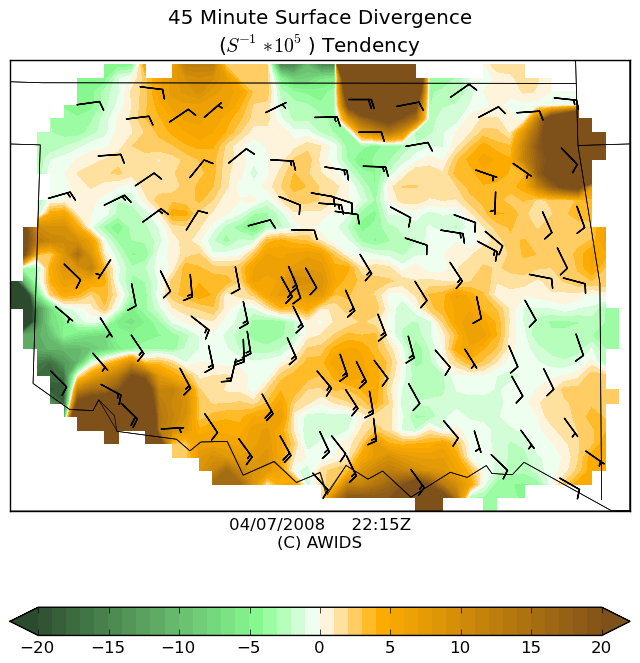 45 Minute Surface Divergence
(S⁻¹ * 10⁵ ) Tendency
04/07/2008 22:15Z
(C) AWIDS
−20 −15 −10 −5 0 5 10 15 20